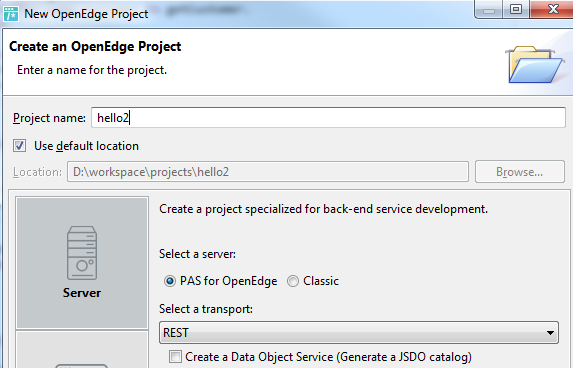 New OpenEdge Project
Create an OpenEdge Project
Enter a name for the project.
Project name: hello2
Use default location
Location: D:\workspace\projects\hello2 Browse...
Create a project specialized for back-end service development.
Select a server:
Server
PAS for OpenEdge Classic
Select a transport:
REST
Create a Data Object Service (Generate a JSDO catalog)